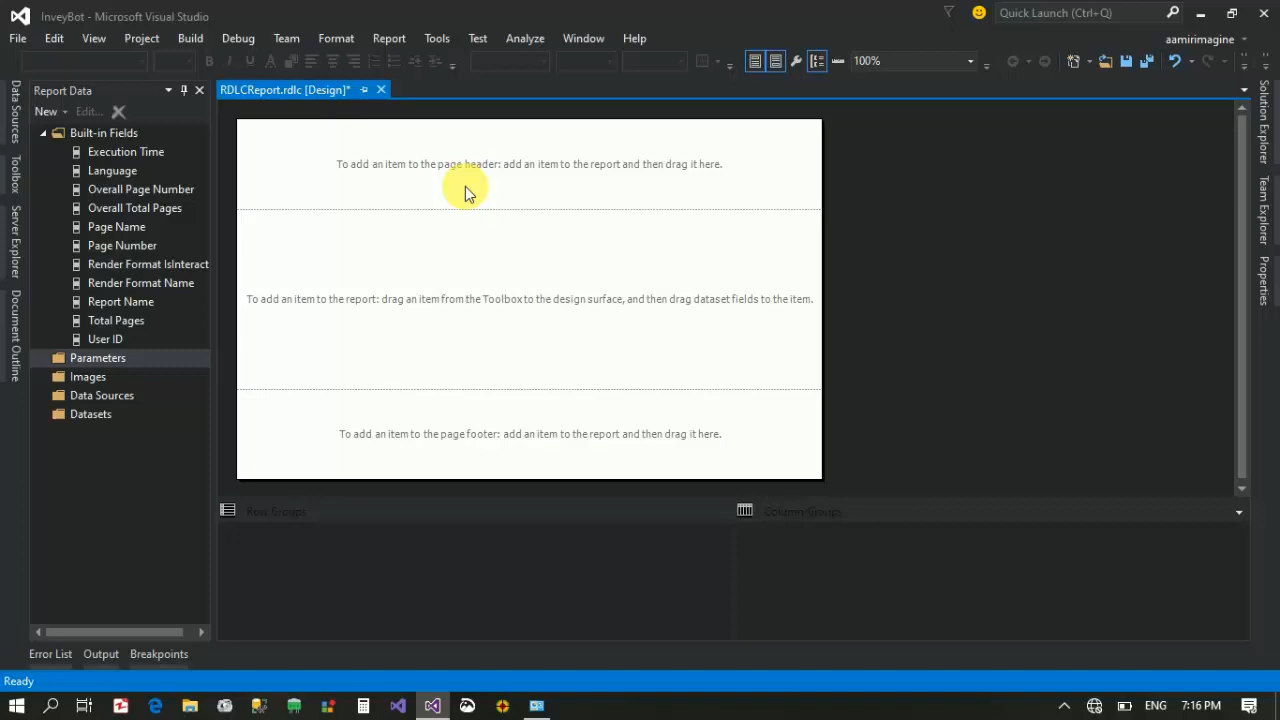 InveyBot - Microsoft Visual Studio
Quick Launch (Ctrl+Q)
File Edit View Project Build Debug Team Format Report Tools Test Analyze Window Help
aamirimagine
B I U A
100%
Data Sources
Toolbox
Server Explorer
Document Outline
Report Data
New Edit...
Built-in Fields
Execution Time
Language
Overall Page Number
Overall Total Pages
Page Name
Page Number
Render Format IsInteract
Render Format Name
Report Name
Total Pages
User ID
Parameters
Images
Data Sources
Datasets
RDLCReport.rdlc [Design]*
To add an item to the page header: add an item to the report and then drag it here.
To add an item to the report: drag an item from the Toolbox to the design surface, and then drag dataset fields to the item.
To add an item to the page footer: add an item to the report and then drag it here.
Row Groups
Column Groups
Solution Explorer
Team Explorer
Properties
Error List Output Breakpoints
Ready
7:16 PM